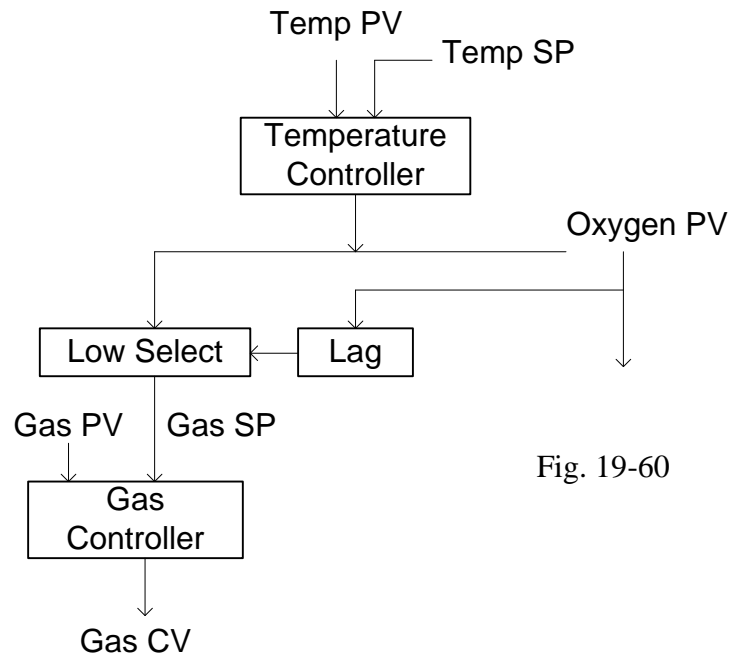 Temp PV
Temp SP
Temperature
Controller
Oxygen PV
Low Select
Lag
Gas PV
Gas SP
Fig. 19-60
Gas
Controller
Gas CV